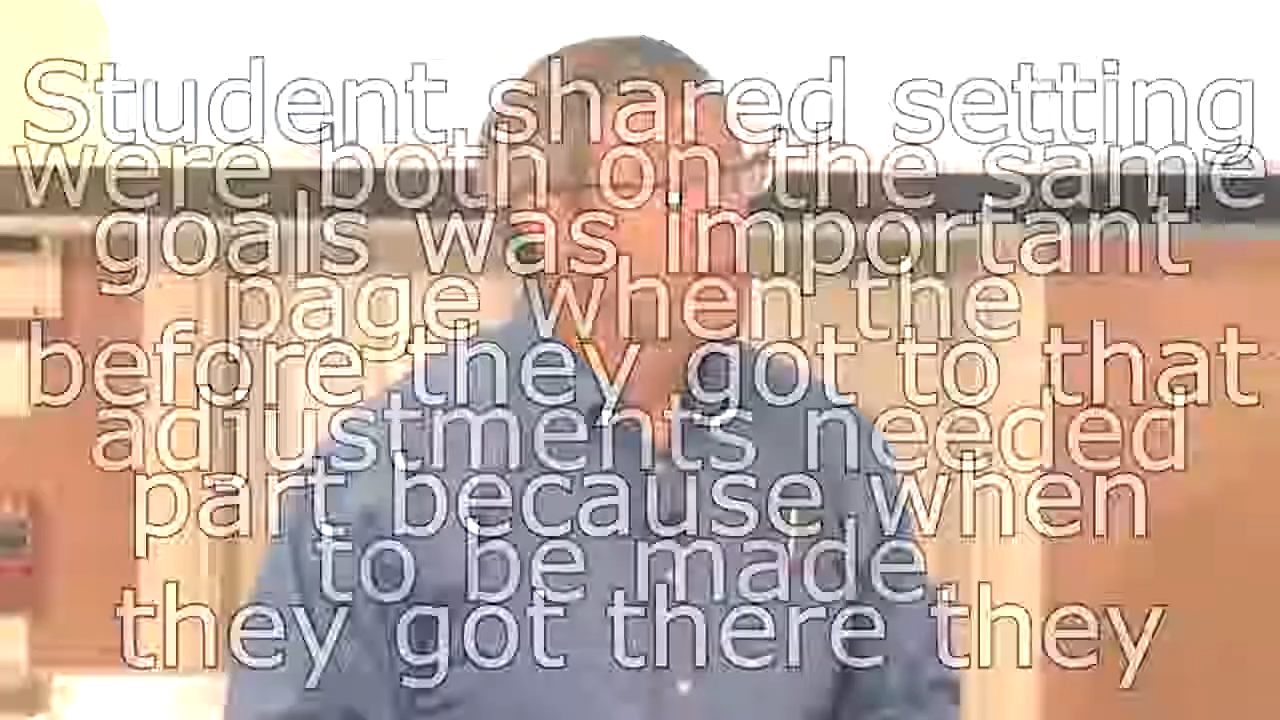 Student shared setting
were both on the same
goals was important
page when the
before they got to that
adjustments needed
part because when
to be made.
they got there they